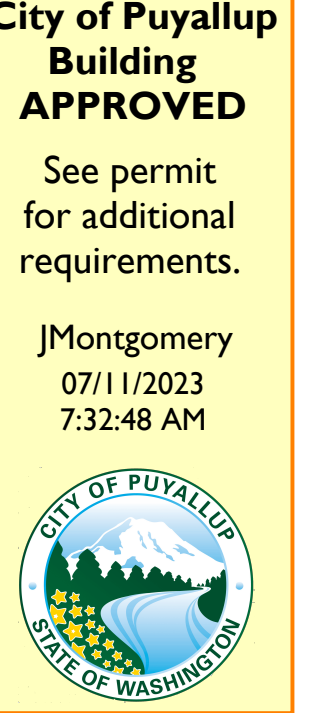 City of Puyallup
Building
APPROVED
See permit
for additional
requirements.
JMontgomery
07/11/2023
7:32:48 AM
CITY OF PUYALLUP
STATE OF WASHINGTON